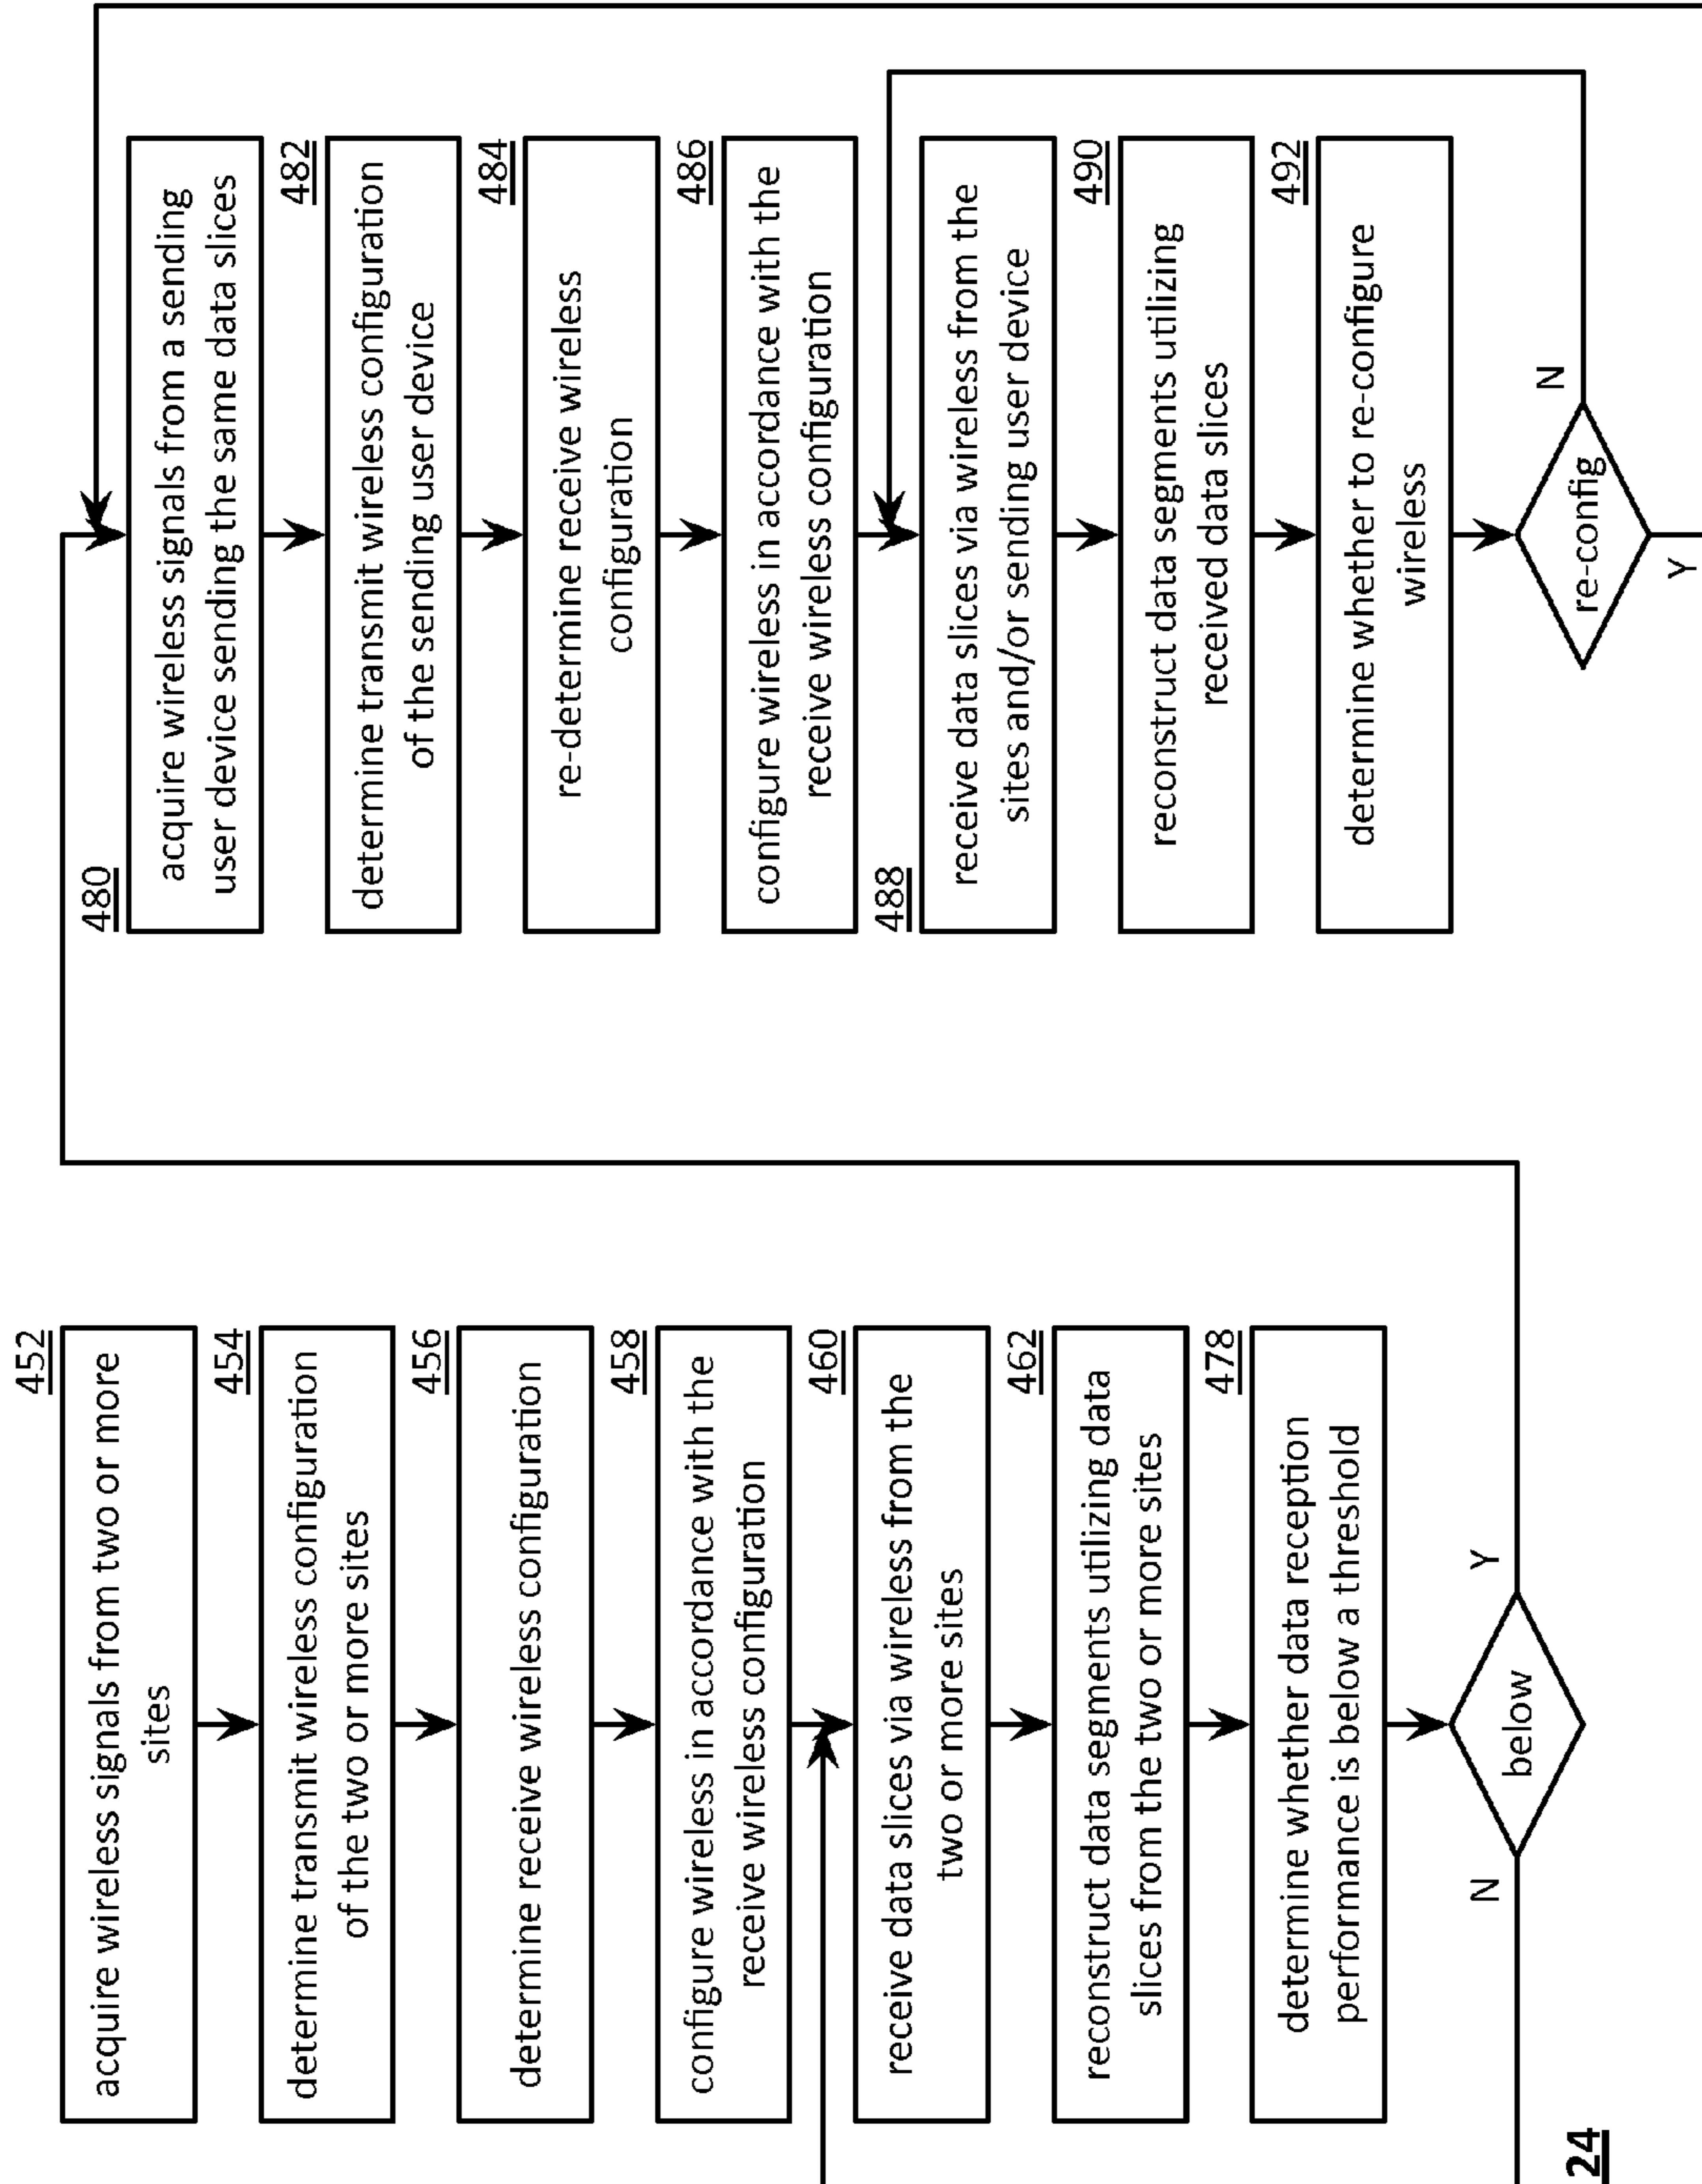 452
acquire wireless signals from two or more
sites
454
determine transmit wireless configuration
of the two or more sites
456
determine receive wireless configuration
458
configure wireless in accordance with the
receive wireless configuration
460
receive data slices via wireless from the
two or more sites
462
reconstruct data segments utilizing data
slices from the two or more sites
478
determine whether data reception
performance is below a threshold
below
N
Y
24
480
acquire wireless signals from a sending
user device sending the same data slices
482
determine transmit wireless configuration
of the sending user device
484
re-determine receive wireless
configuration
486
configure wireless in accordance with the
receive wireless configuration
488
receive data slices via wireless from the
sites and/or sending user device
490
reconstruct data segments utilizing
received data slices
492
determine whether to re-configure
wireless
re-config
N
Y